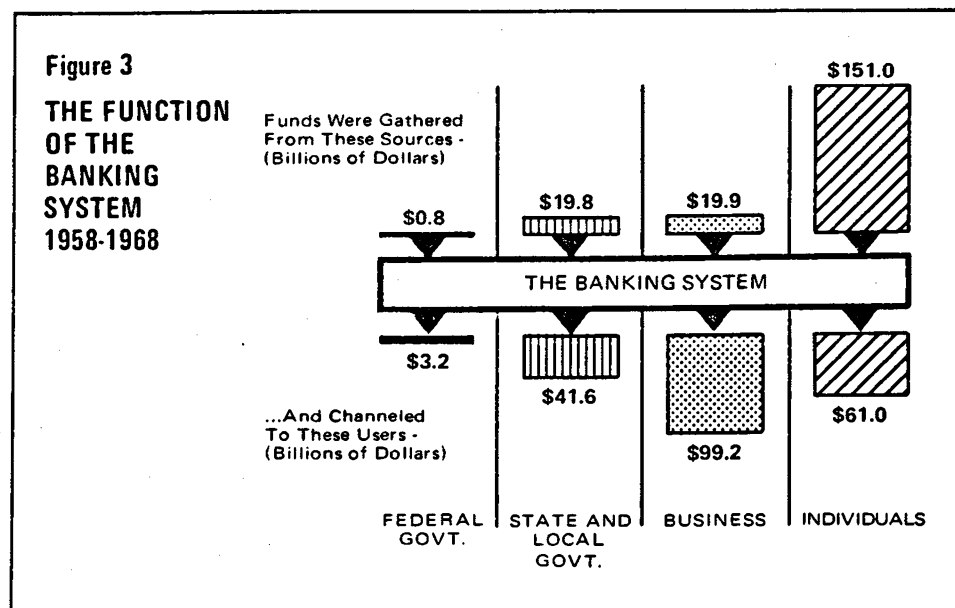 Figure 3
THE FUNCTION
OF THE
BANKING
SYSTEM
1958-1968
Funds Were Gathered
From These Sources -
(Billions of Dollars)
$0.8
$19.8
$19.9
$151.0
THE BANKING SYSTEM
$3.2
$41.6
$99.2
$61.0
...And Channeled
To These Users -
(Billions of Dollars)
FEDERAL
GOVT.
STATE AND
LOCAL
GOVT.
BUSINESS
INDIVIDUALS